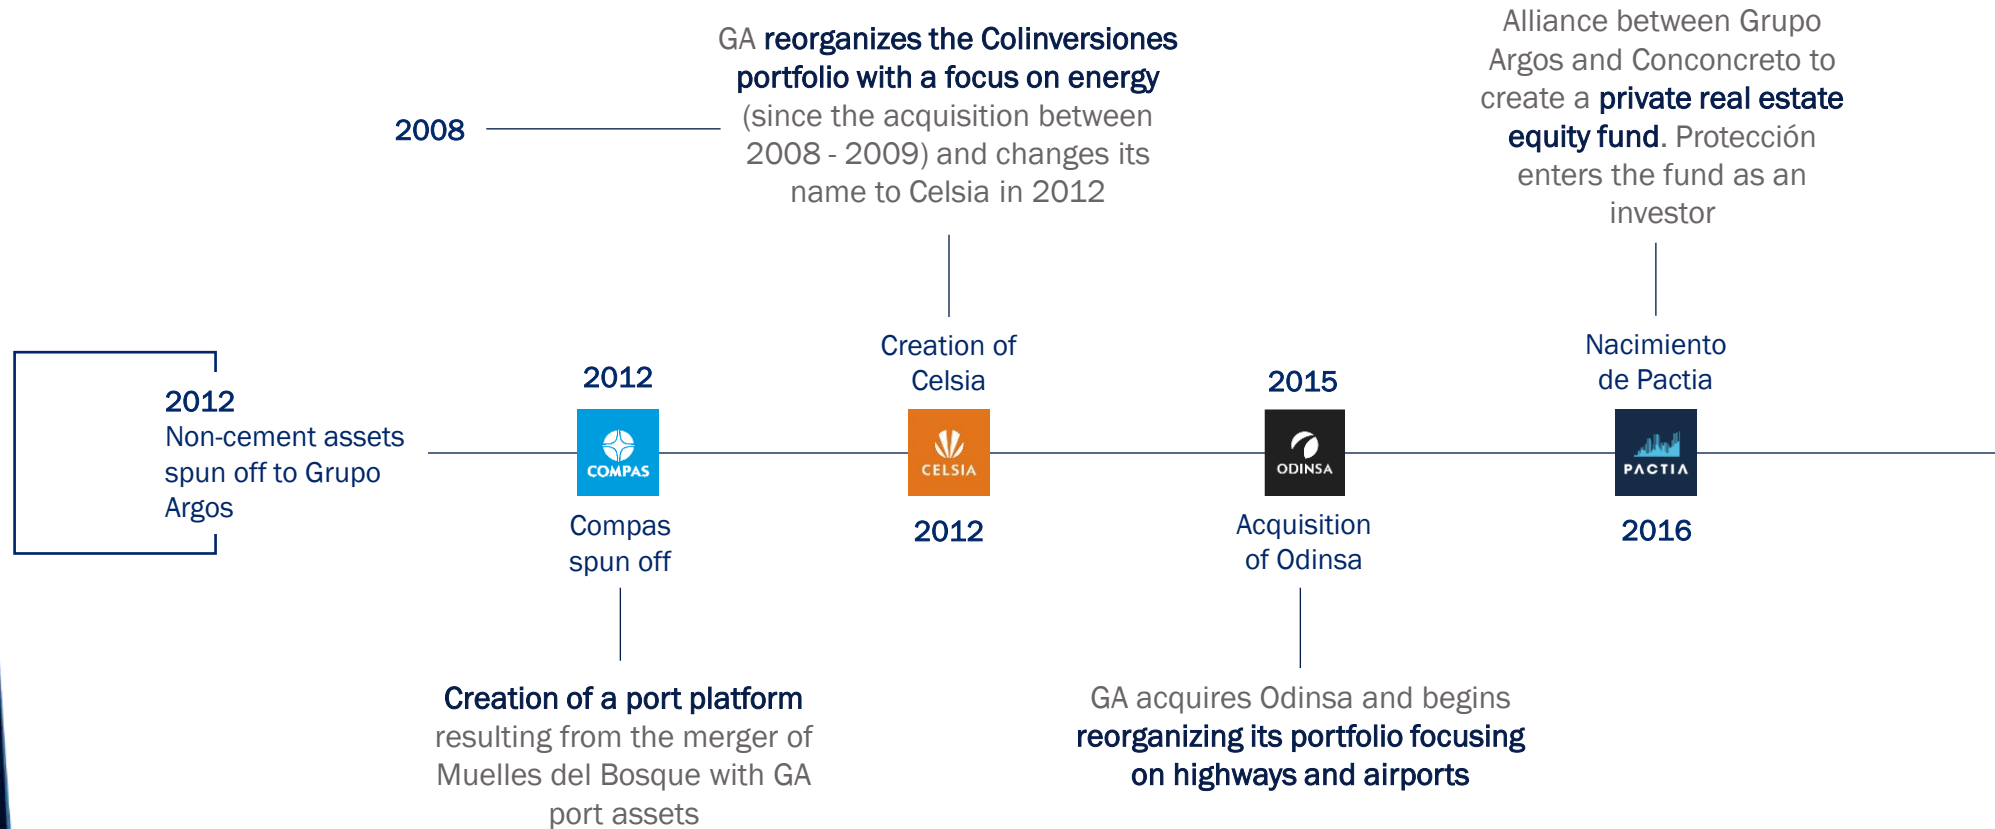 GA reorganizes the Colinversiones
portfolio with a focus on energy
(since the acquisition between
2008 - 2009) and changes its
name to Celsia in 2012
2008
Alliance between Grupo
Argos and Conconcreto to
create a private real estate
equity fund. Protección
enters the fund as an
investor
2012
Non-cement assets
spun off to Grupo
Argos
2012
COMPAS
Compas
spun off
Creation of a port platform
resulting from the merger of
Muelles del Bosque with GA
port assets
Creation of
Celsia
CELSIA
2012
2015
ODINSA
Acquisition
of Odinsa
GA acquires Odinsa and begins
reorganizing its portfolio focusing
on highways and airports
Nacimiento
de Pactia
PACTIA
2016